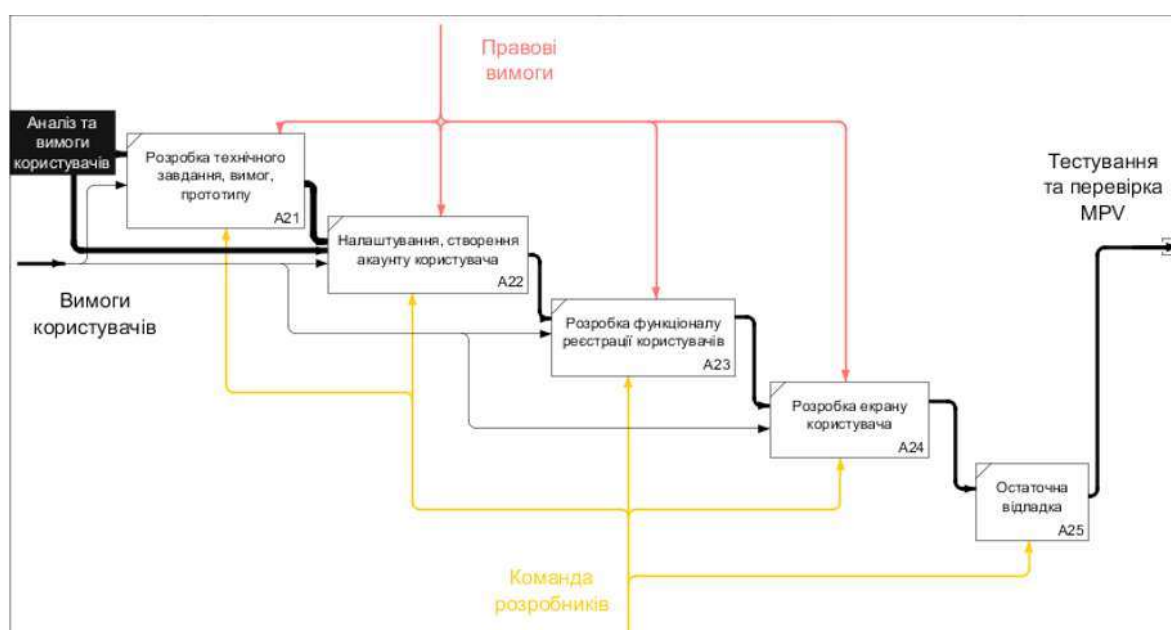 Правові
вимоги
Аналіз та
вимоги
користувачів
Розробка технічного
завдання, вимог,
прототипу
A21
Тестування
та перевірка
MPV
Налаштування, створення
акаунту користувача
A22
Вимоги
користувачів
Розробка функціоналу
реєстрації користувачів
A23
Розробка екрану
користувача
A24
Остаточна
відладка
A25
Команда
розробників